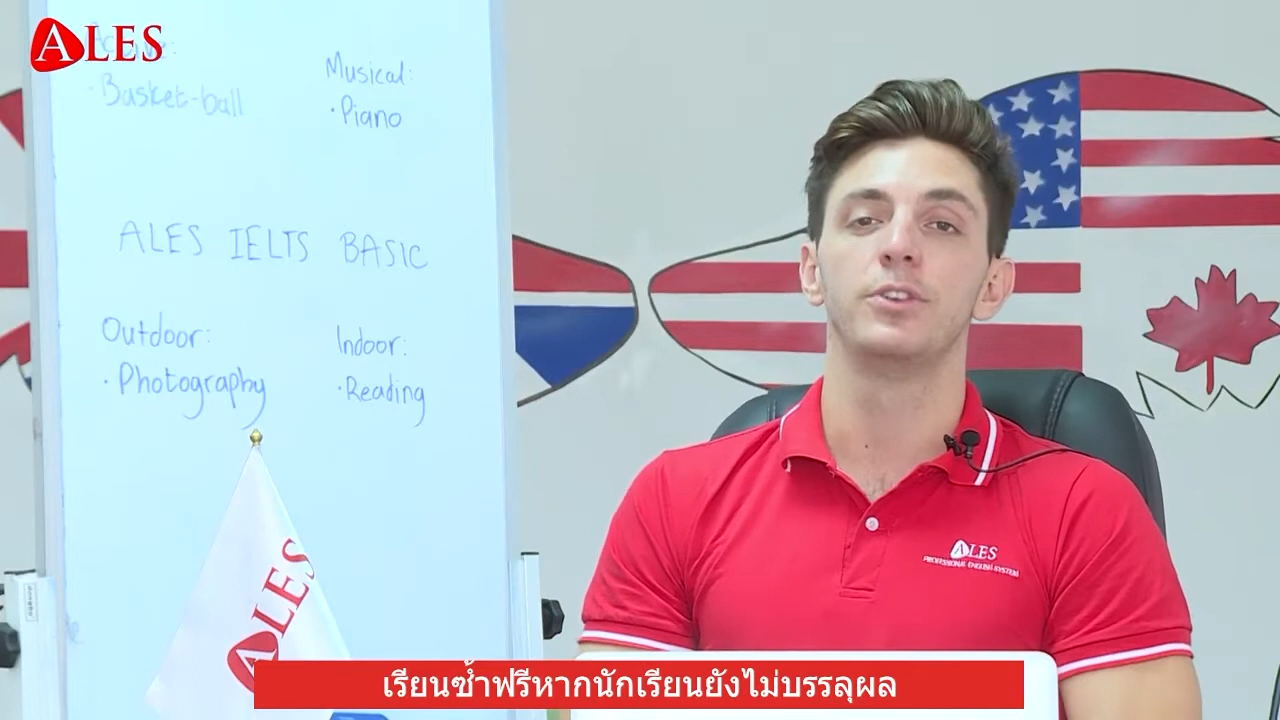 ALES
Basket-ball
Musical:
· Piano
ALES IELTS BASIC
Outdoor:
· Photography
Indoor:
· Reading
ALES
PROFESSIONAL ENGLISH SYSTEM
ALES
เรียนซ้ำฟรีหากนักเรียนยังไม่บรรลุผล